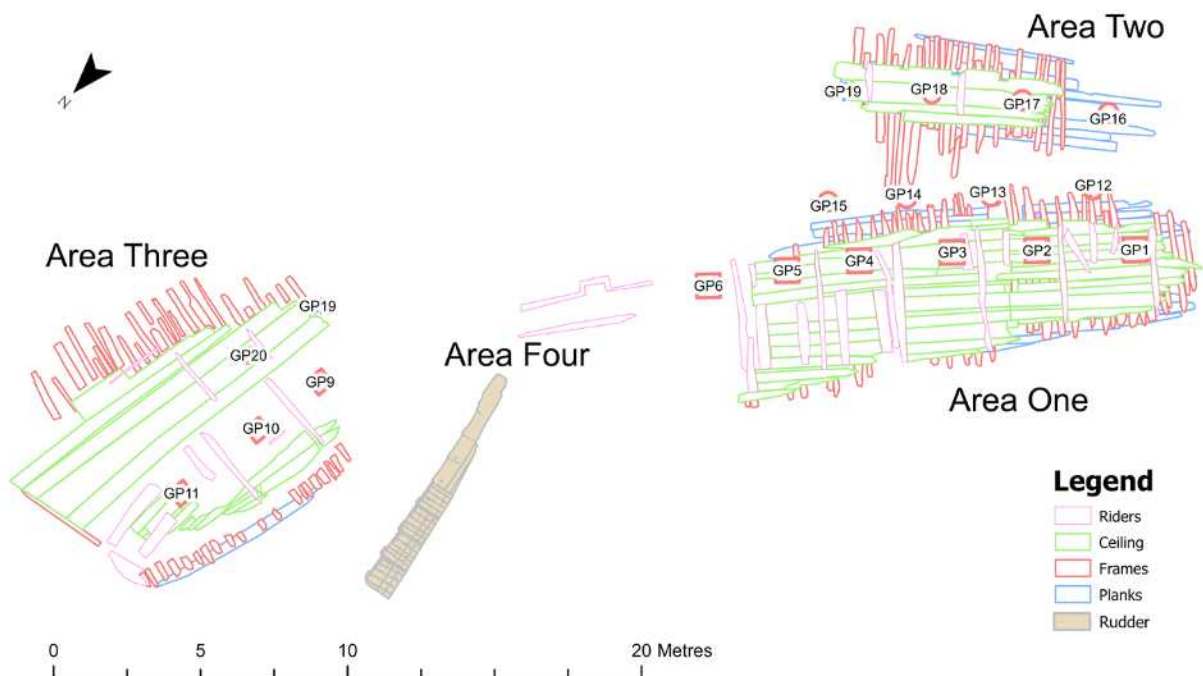 Area Two
N
GP19
GP18
GP17
GP16
GP15
GP14
GP13
GP12
Area Three
GP6
GP5
GP4
GP3
GP2
GP1
GP19
GP20
GP9
GP10
GP11
Area Four
Area One
Legend
Riders
Ceiling
Frames
Planks
Rudder
0 5 10 20 Metres